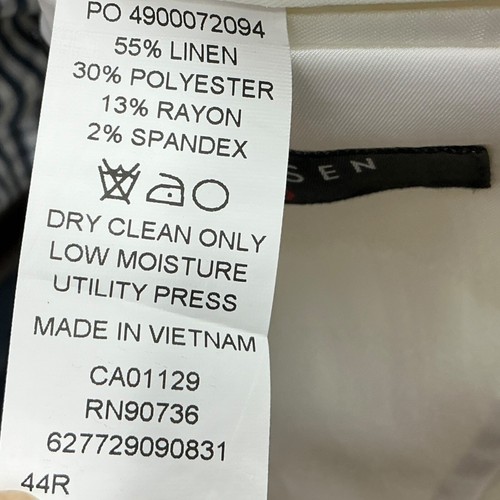 PO 4900072094
55% LINEN
30% POLYESTER
13% RAYON
2% SPANDEX
DRY CLEAN ONLY
LOW MOISTURE
UTILITY PRESS
MADE IN VIETNAM
CA01129
RN90736
627729090831
44R
SEN